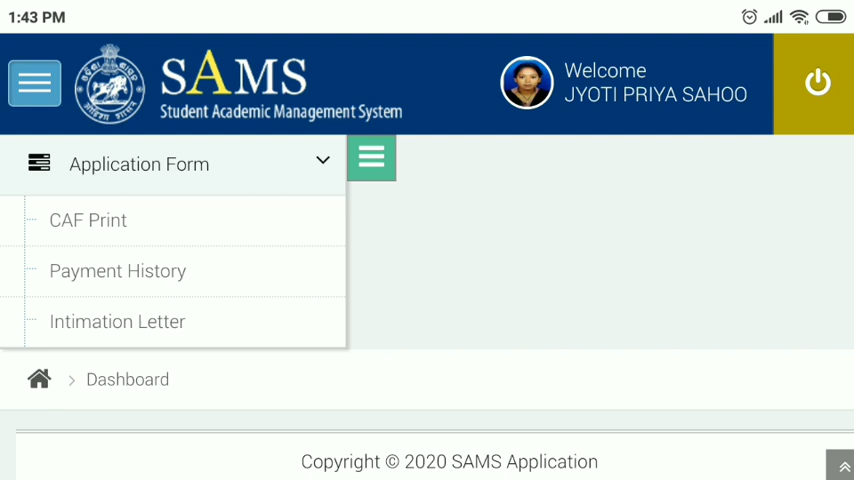 1:43 PM
SAMS
Student Academic Management System
Welcome
JYOTI PRIYA SAHOO
Application Form
CAF Print
Payment History
Intimation Letter
> Dashboard
Copyright © 2020 SAMS Application